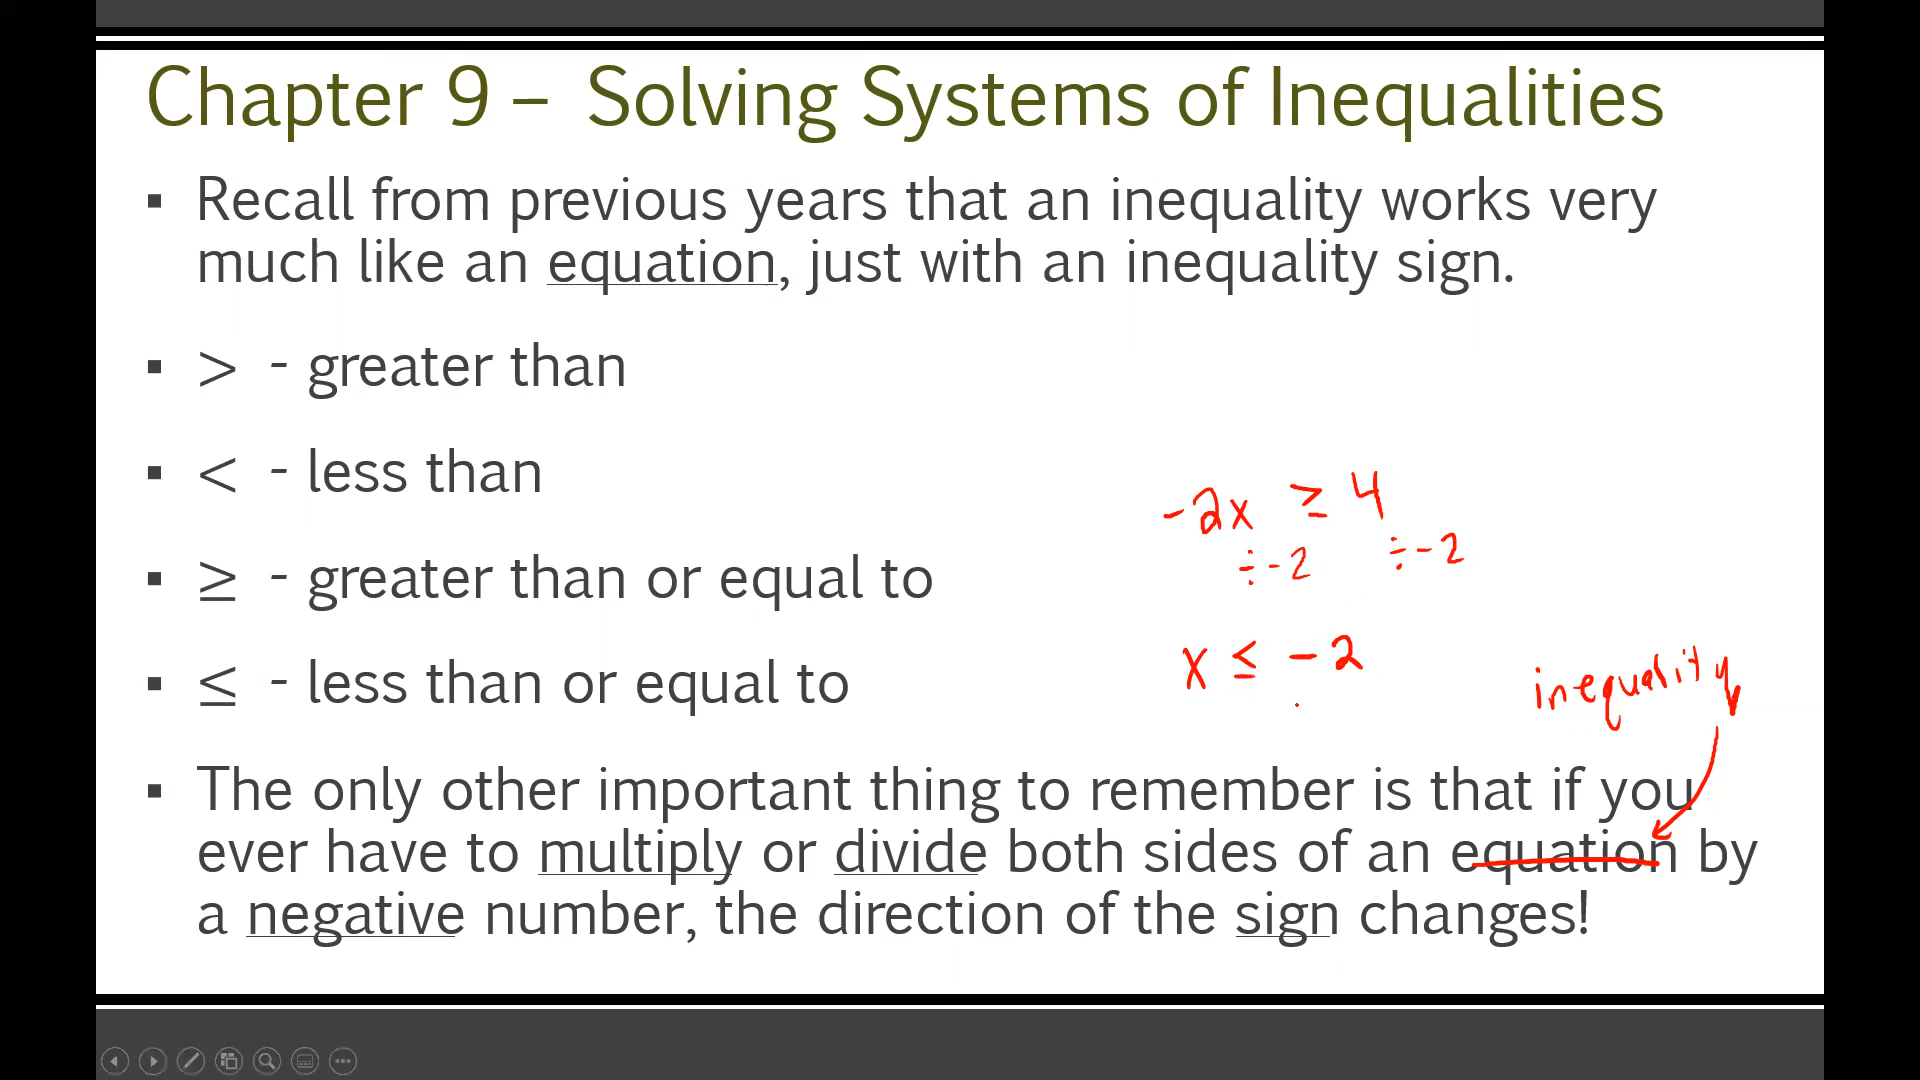 Chapter 9 – Solving Systems of Inequalities
▪ Recall from previous years that an inequality works very
much like an equation, just with an inequality sign.
▪ > - greater than
▪ < - less than
▪ ≥ - greater than or equal to
▪ ≤ - less than or equal to
-2x ≥ 4
÷-2 ÷-2
x ≤ -2
inequality
▪ The only other important thing to remember is that if you
ever have to multiply or divide both sides of an equation by
a negative number, the direction of the sign changes!